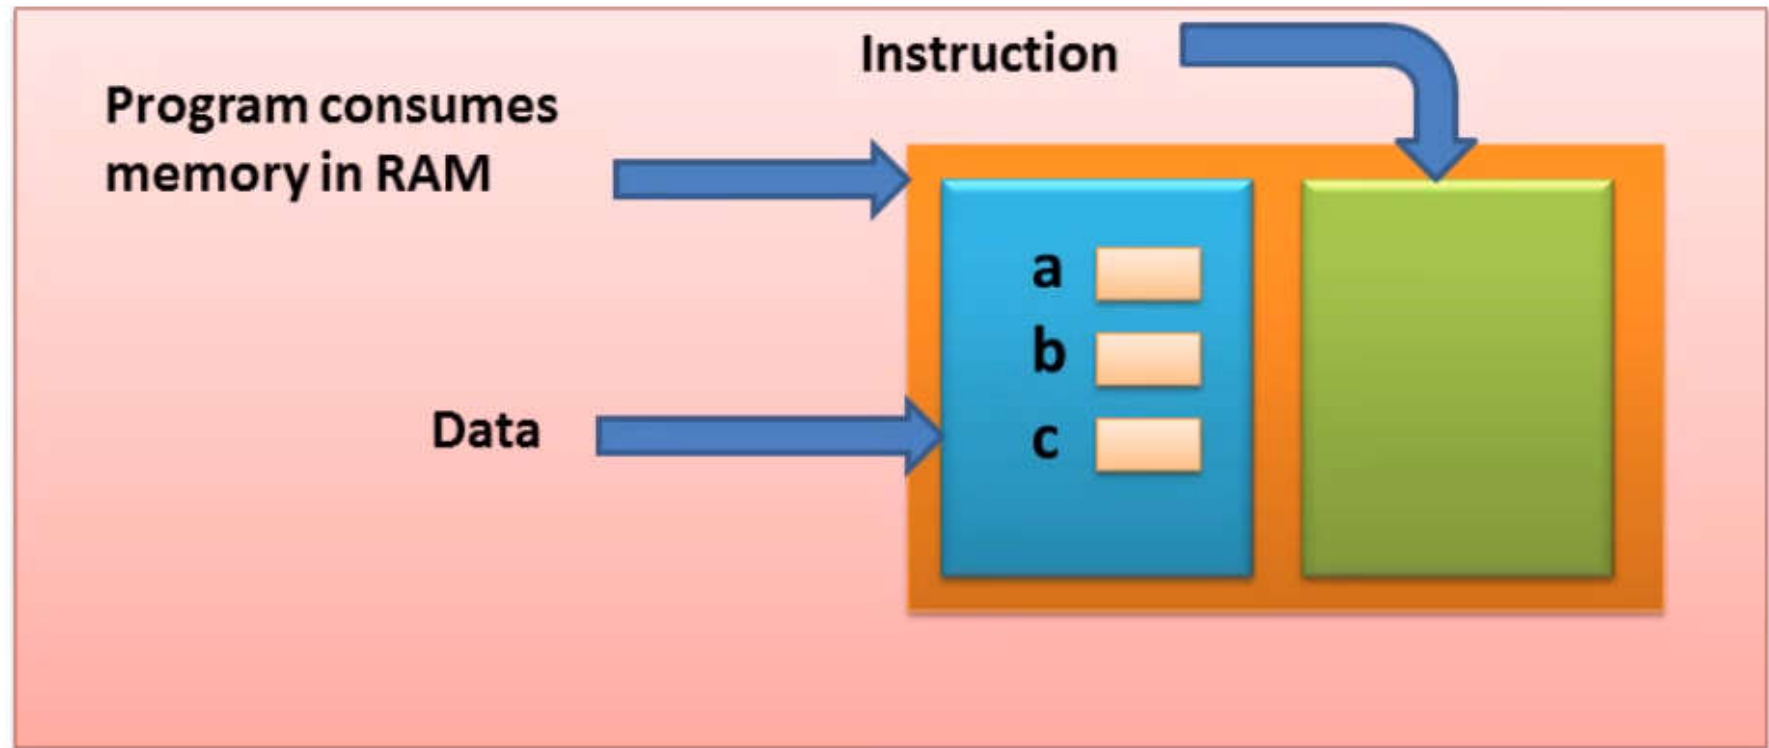 Instruction
Program consumes
memory in RAM
a
b
c
Data